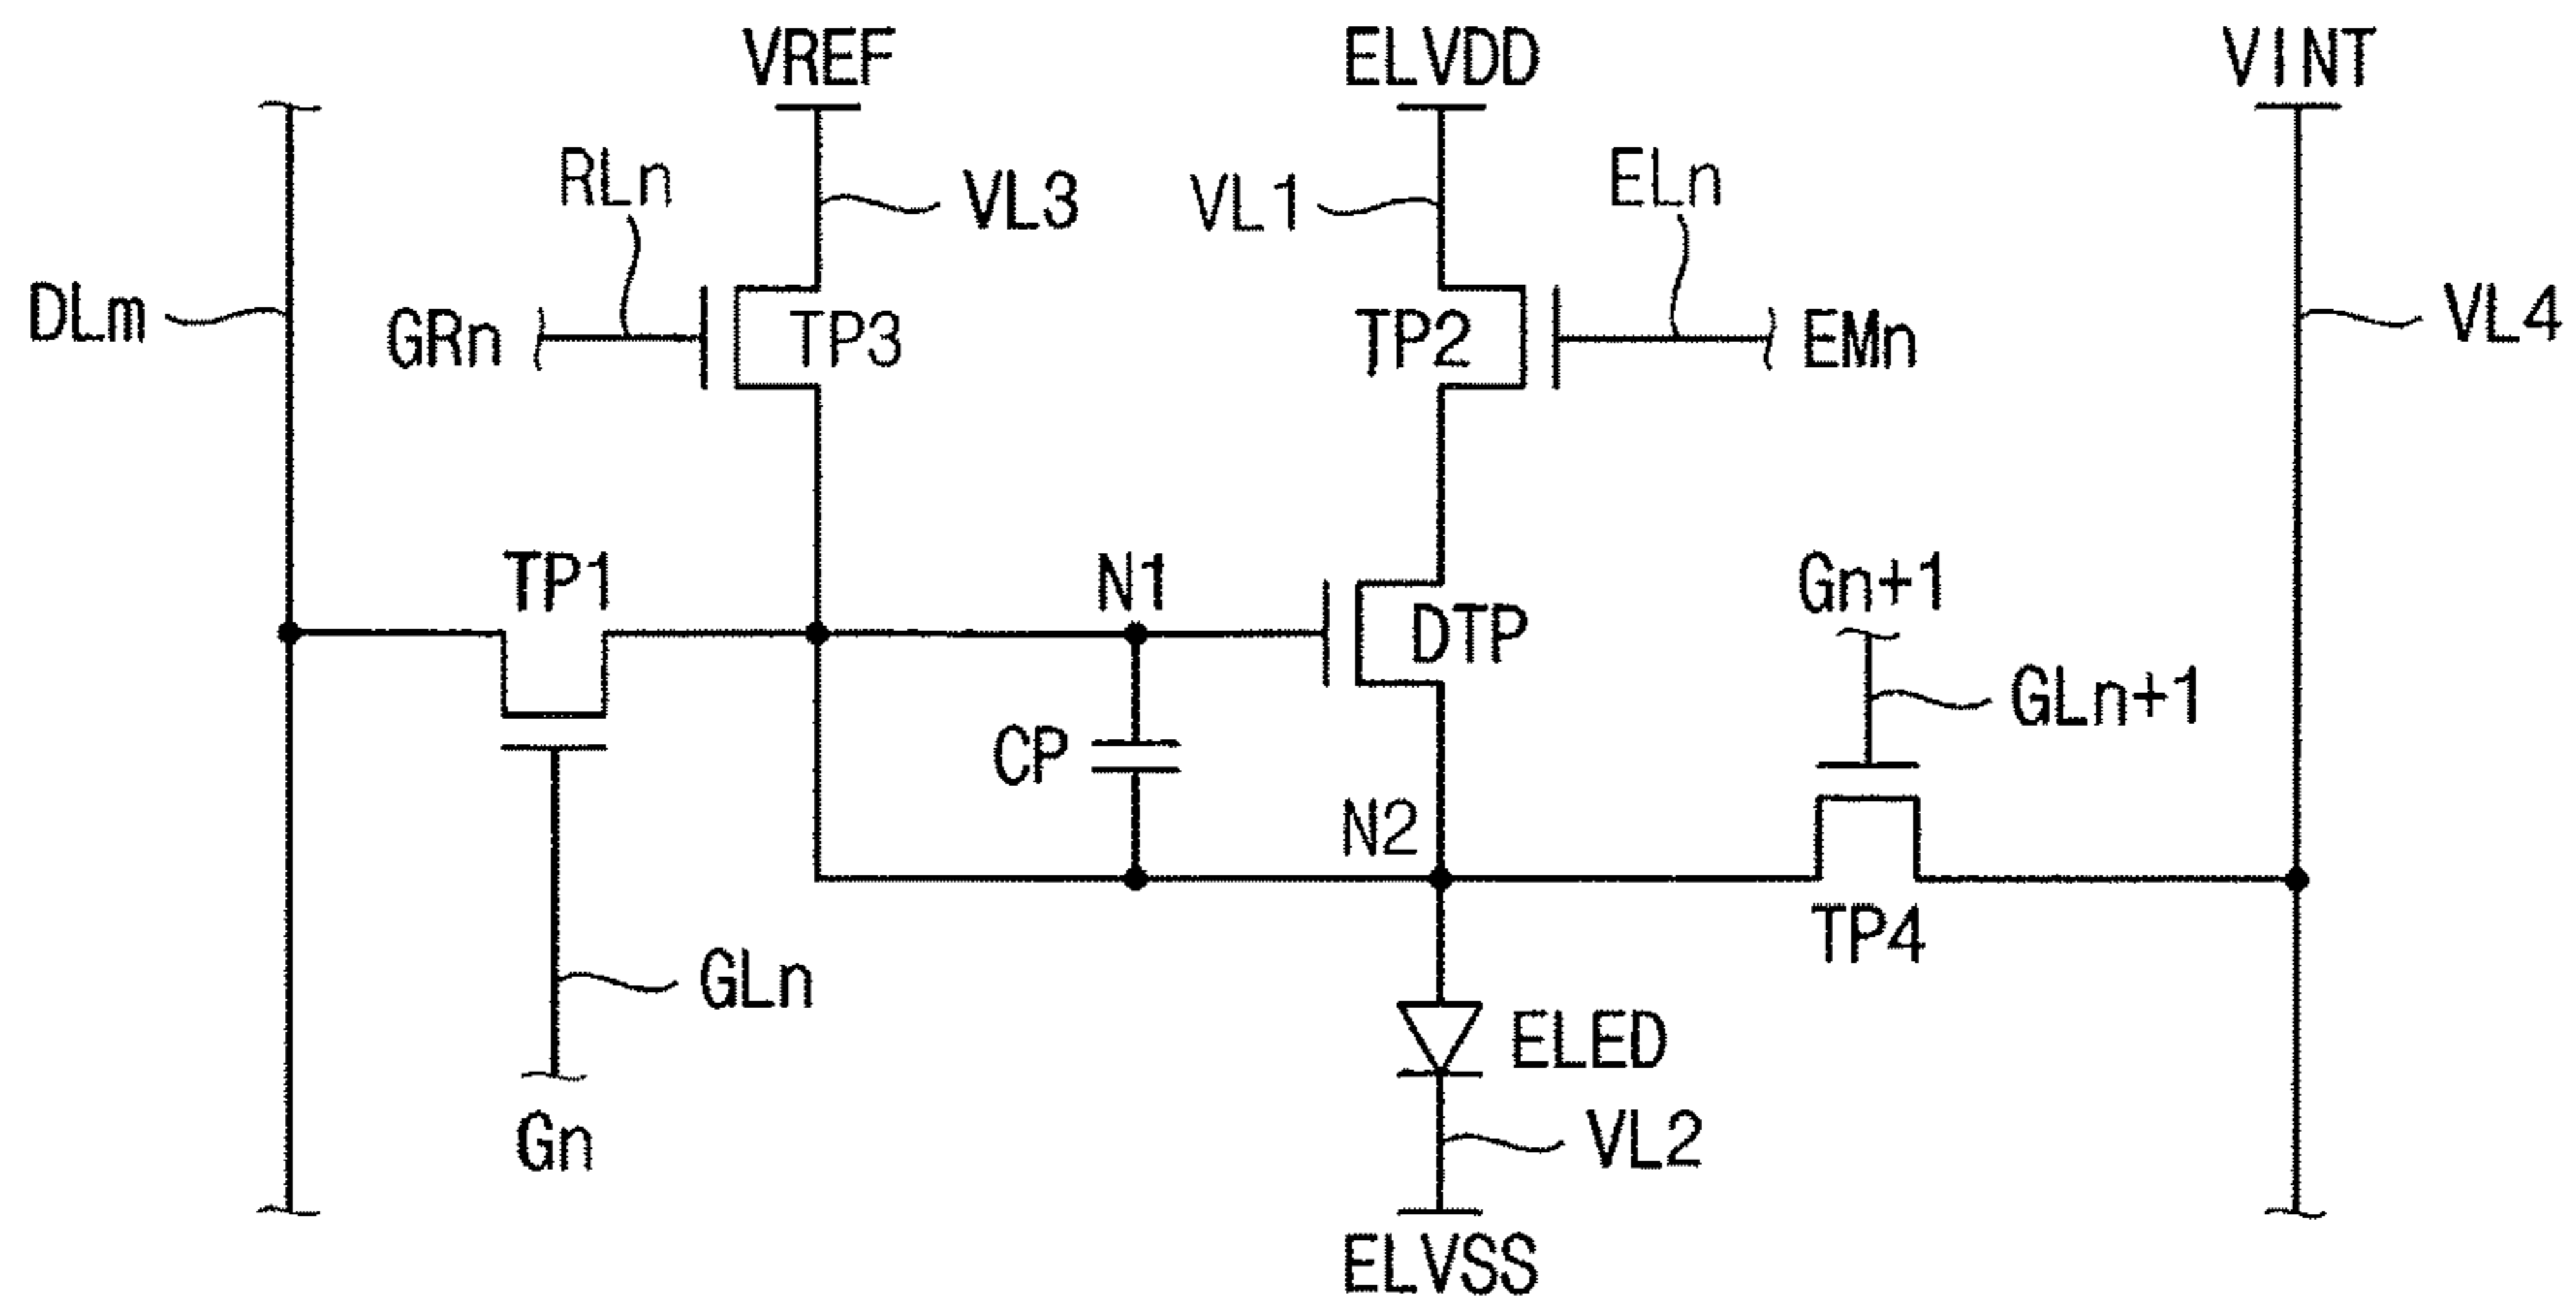 VREF
ELVDD
VINT
RLn
VL3
VL1
ELn
DLm
GRn
TP3
TP2
EMn
VL4
TP1
N1
DTP
Gn+1
GLn+1
CP
N2
TP4
GLn
ELED
Gn
VL2
ELVSS